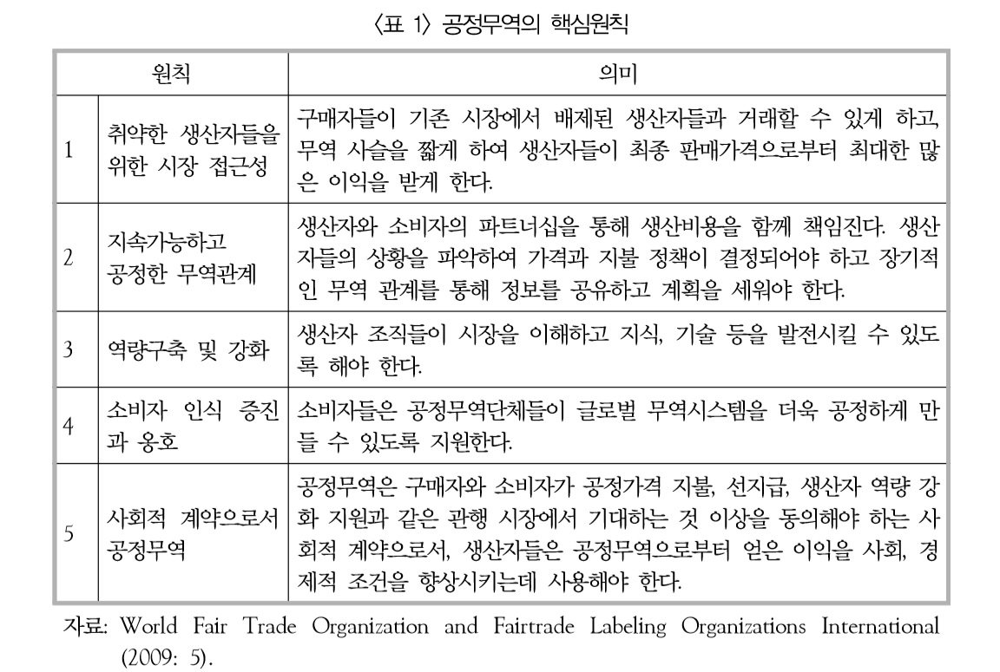 <표 1> 공정무역의 핵심원칙
원칙
의미
1
취약한 생산자들을
위한 시장 접근성
구매자들이 기존 시장에서 배제된 생산자들과 거래할 수 있게 하고,
무역 사슬을 짧게 하여 생산자들이 최종 판매가격으로부터 최대한 많
은 이익을 받게 한다.
2
지속가능하고
공정한 무역관계
생산자와 소비자의 파트너십을 통해 생산비용을 함께 책임진다. 생산
자들의 상황을 파악하여 가격과 지불 정책이 결정되어야 하고 장기적
인 무역 관계를 통해 정보를 공유하고 계획을 세워야 한다.
3
역량구축 및 강화
생산자 조직들이 시장을 이해하고 지식, 기술 등을 발전시킬 수 있도
록 해야 한다.
4
소비자 인식 증진
과 옹호
소비자들은 공정무역단체들이 글로벌 무역시스템을 더욱 공정하게 만
들 수 있도록 지원한다.
5
사회적 계약으로서
공정무역
공정무역은 구매자와 소비자가 공정가격 지불, 선지급, 생산자 역량 강
화 지원과 같은 관행 시장에서 기대하는 것 이상을 동의해야 하는 사
회적 계약으로서, 생산자들은 공정무역으로부터 얻은 이익을 사회, 경
제적 조건을 향상시키는데 사용해야 한다.
자료: World Fair Trade Organization and Fairtrade Labeling Organizations International
(2009: 5).